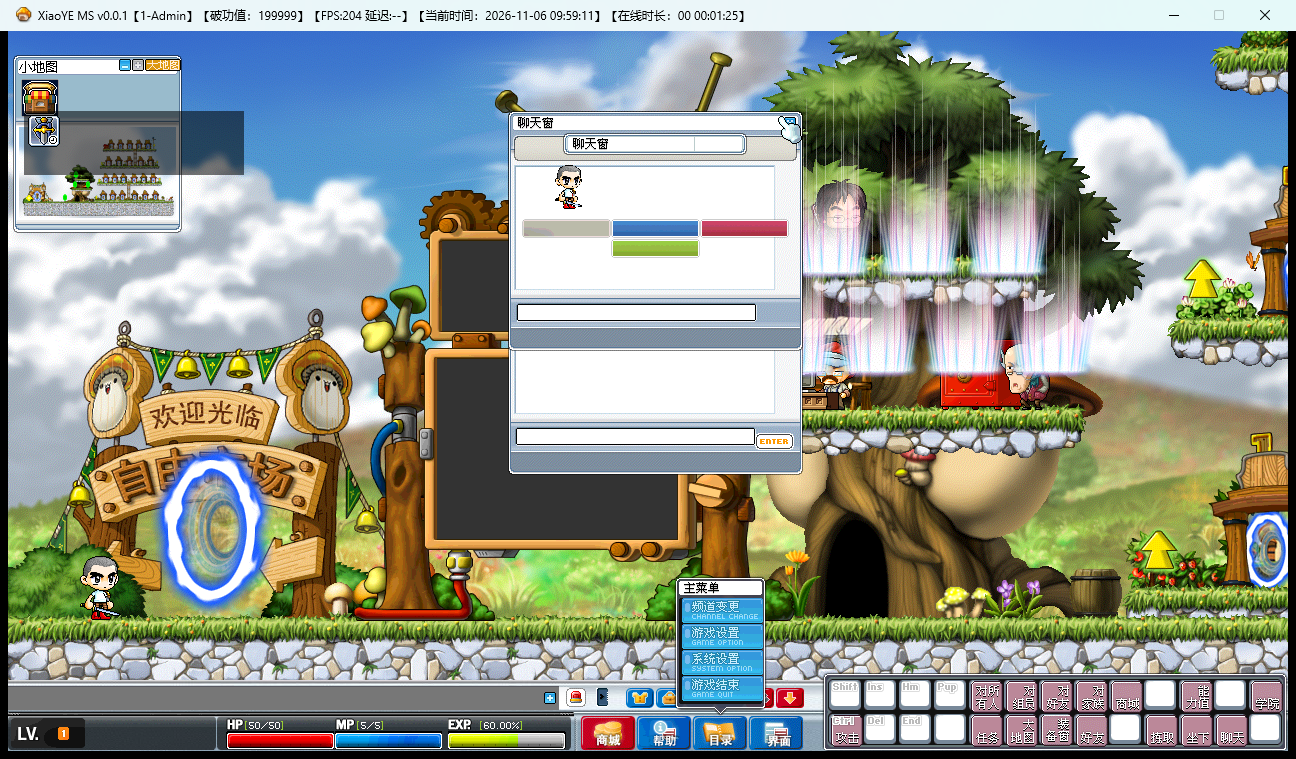 XiaoYE MS v0.0.1【1-Admin】【破功值：199999】【FPS:204 延迟:--】【当前时间：2026-11-06 09:59:11】【在线时长：00 00:01:25】
小地图
大地图
聊天窗
聊天窗
ENTER
欢迎光临
自由市场
主菜单
频道变更
CHANNEL CHANGE
游戏设置
GAME OPTION
系统设置
SYSTEM OPTION
游戏结束
GAME QUIT
LV. 1
HP [50/50]
MP [5/5]
EXP. [60.00%]
商城
帮助
目录
界面
Shift
Ins
Hm
Pup
对所有人
对组员
对好友
对家族
商城
能力值
学院
Ctrl
攻击
Del
End
任务
大地图
装备窗
好友
捡取
坐下
聊天